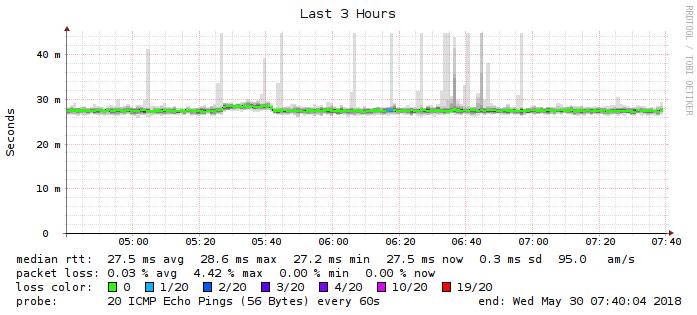 Last 3 Hours
RRDTOOL / TOBI OETIKER
Seconds
40 m
30 m
20 m
10 m
0
05:00 05:20 05:40 06:00 06:20 06:40 07:00 07:20 07:40
median rtt: 27.5 ms avg 28.6 ms max 27.2 ms min 27.5 ms now 0.3 ms sd 95.0 am/s
packet loss: 0.03 % avg 4.42 % max 0.00 % min 0.00 % now
loss color: 0 1/20 2/20 3/20 4/20 10/20 19/20
probe: 20 ICMP Echo Pings (56 Bytes) every 60s end: Wed May 30 07:40:04 2018